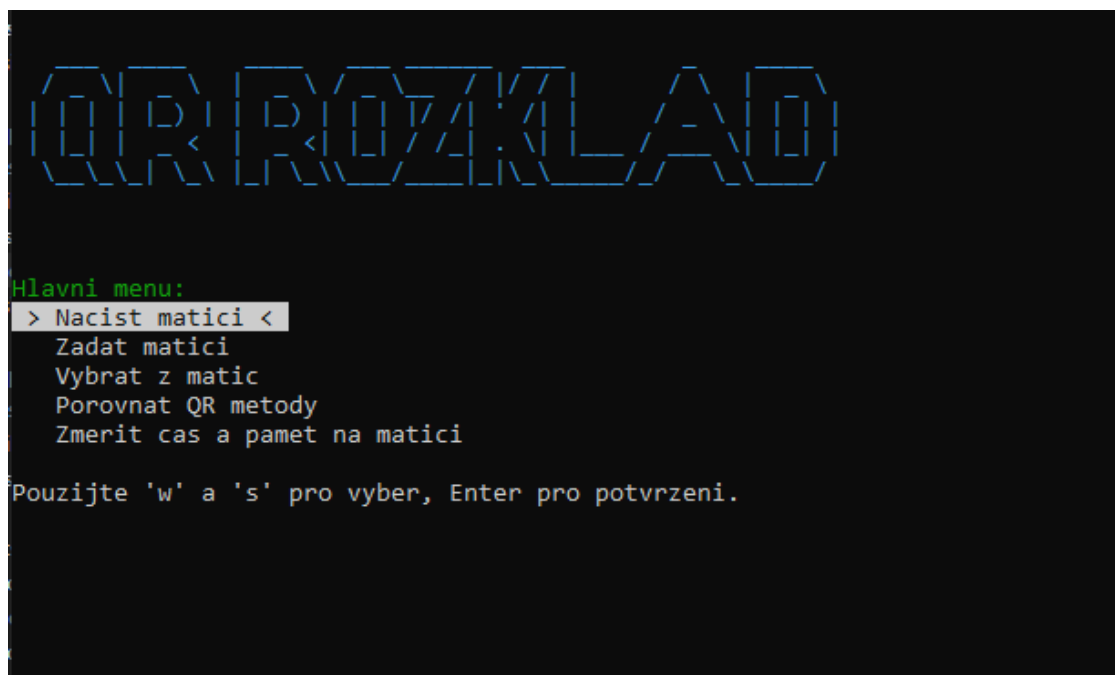 QR ROZKLAD
Hlavni menu:
> Nacist matici <
Zadat matici
Vybrat z matic
Porovnat QR metody
Zmerit cas a pamet na matici
Pouzijte 'w' a 's' pro vyber, Enter pro potvrzeni.